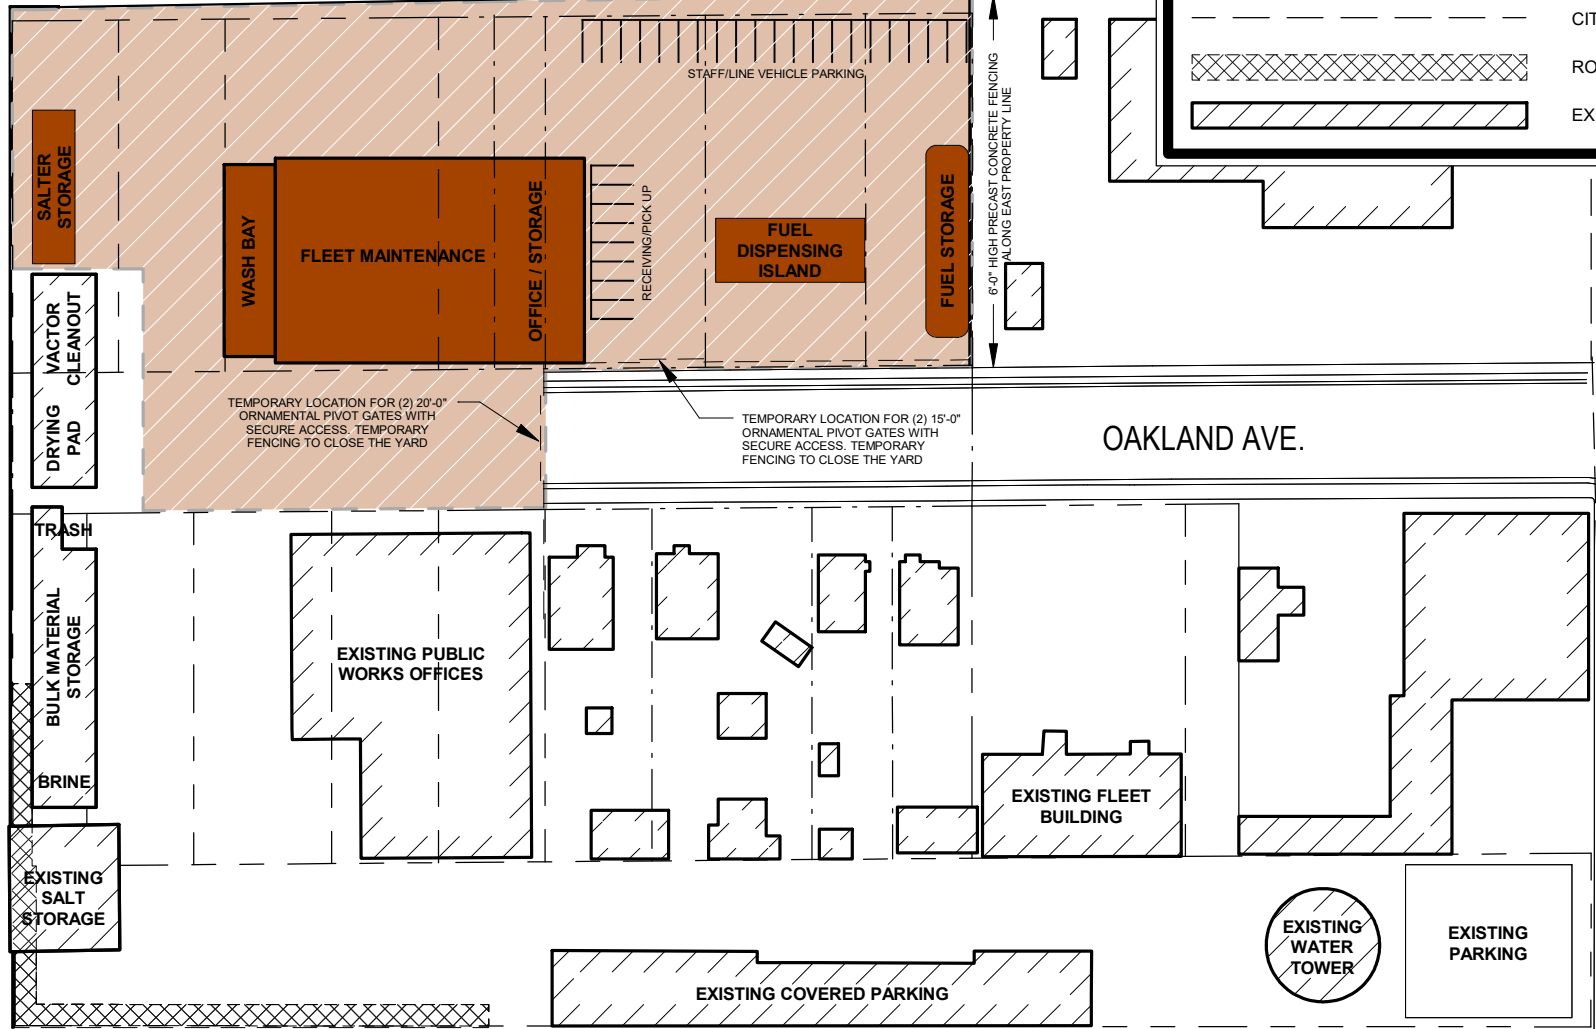 CIT
RO
EX
STAFF/LINE VEHICLE PARKING
6'-0" HIGH PRECAST CONCRETE FENCING
ALONG EAST PROPERTY LINE
SALTER
STORAGE
WASH BAY
FLEET MAINTENANCE
OFFICE / STORAGE
RECEIVING/PICK UP
FUEL
DISPENSING
ISLAND
FUEL STORAGE
VACTOR
CLEANOUT
DRYING
PAD
TEMPORARY LOCATION FOR (2) 20'-0"
ORNAMENTAL PIVOT GATES WITH
SECURE ACCESS. TEMPORARY
FENCING TO CLOSE THE YARD
TEMPORARY LOCATION FOR (2) 15'-0"
ORNAMENTAL PIVOT GATES WITH
SECURE ACCESS. TEMPORARY
FENCING TO CLOSE THE YARD
OAKLAND AVE.
TRASH
BULK MATERIAL
STORAGE
BRINE
EXISTING PUBLIC
WORKS OFFICES
EXISTING FLEET
BUILDING
EXISTING
SALT
STORAGE
EXISTING COVERED PARKING
EXISTING
WATER
TOWER
EXISTING
PARKING